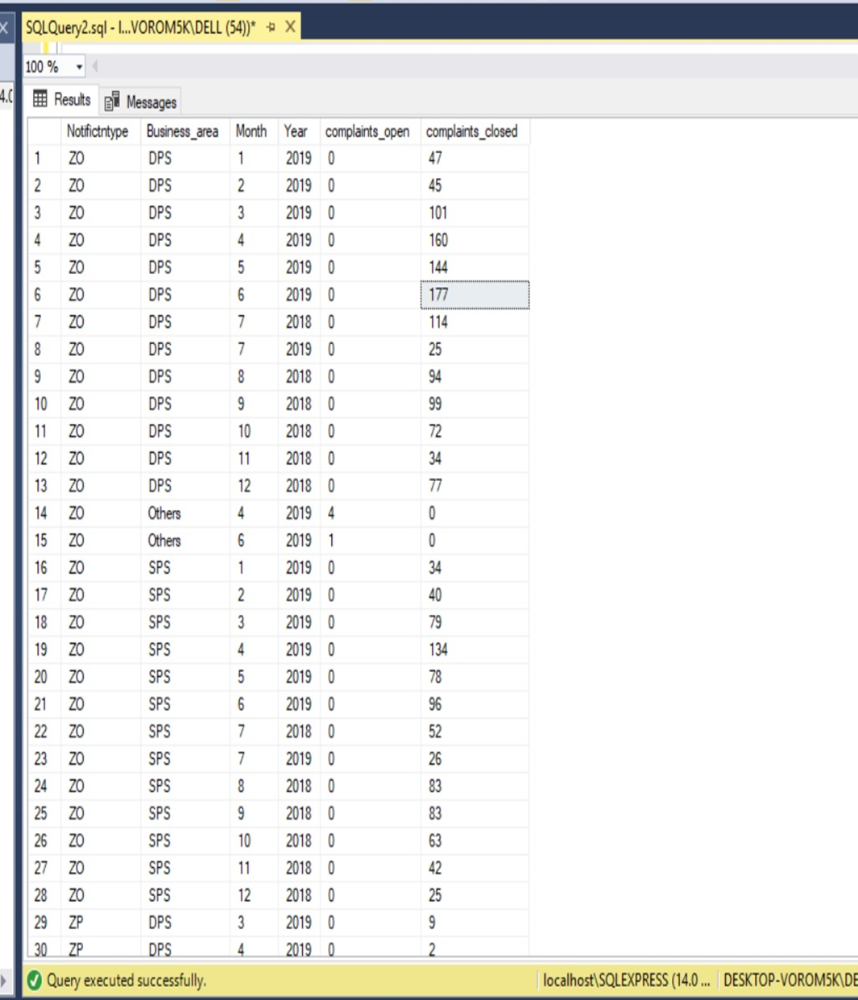 SQLQuery2.sql - l...VOROM5K\DELL (54))*
100 %
4.0
Results Messages
Notifictntype Business_area Month Year complaints_open complaints_closed
1 ZO DPS 1 2019 0 47
2 ZO DPS 2 2019 0 45
3 ZO DPS 3 2019 0 101
4 ZO DPS 4 2019 0 160
5 ZO DPS 5 2019 0 144
6 ZO DPS 6 2019 0 177
7 ZO DPS 7 2018 0 114
8 ZO DPS 7 2019 0 25
9 ZO DPS 8 2018 0 94
10 ZO DPS 9 2018 0 99
11 ZO DPS 10 2018 0 72
12 ZO DPS 11 2018 0 34
13 ZO DPS 12 2018 0 77
14 ZO Others 4 2019 4 0
15 ZO Others 6 2019 1 0
16 ZO SPS 1 2019 0 34
17 ZO SPS 2 2019 0 40
18 ZO SPS 3 2019 0 79
19 ZO SPS 4 2019 0 134
20 ZO SPS 5 2019 0 78
21 ZO SPS 6 2019 0 96
22 ZO SPS 7 2018 0 52
23 ZO SPS 7 2019 0 26
24 ZO SPS 8 2018 0 83
25 ZO SPS 9 2018 0 83
26 ZO SPS 10 2018 0 63
27 ZO SPS 11 2018 0 42
28 ZO SPS 12 2018 0 25
29 ZP DPS 3 2019 0 9
30 ZP DPS 4 2019 0 2
Query executed successfully. localhost\SQLEXPRESS (14.0 ... DESKTOP-VOROM5K\DE